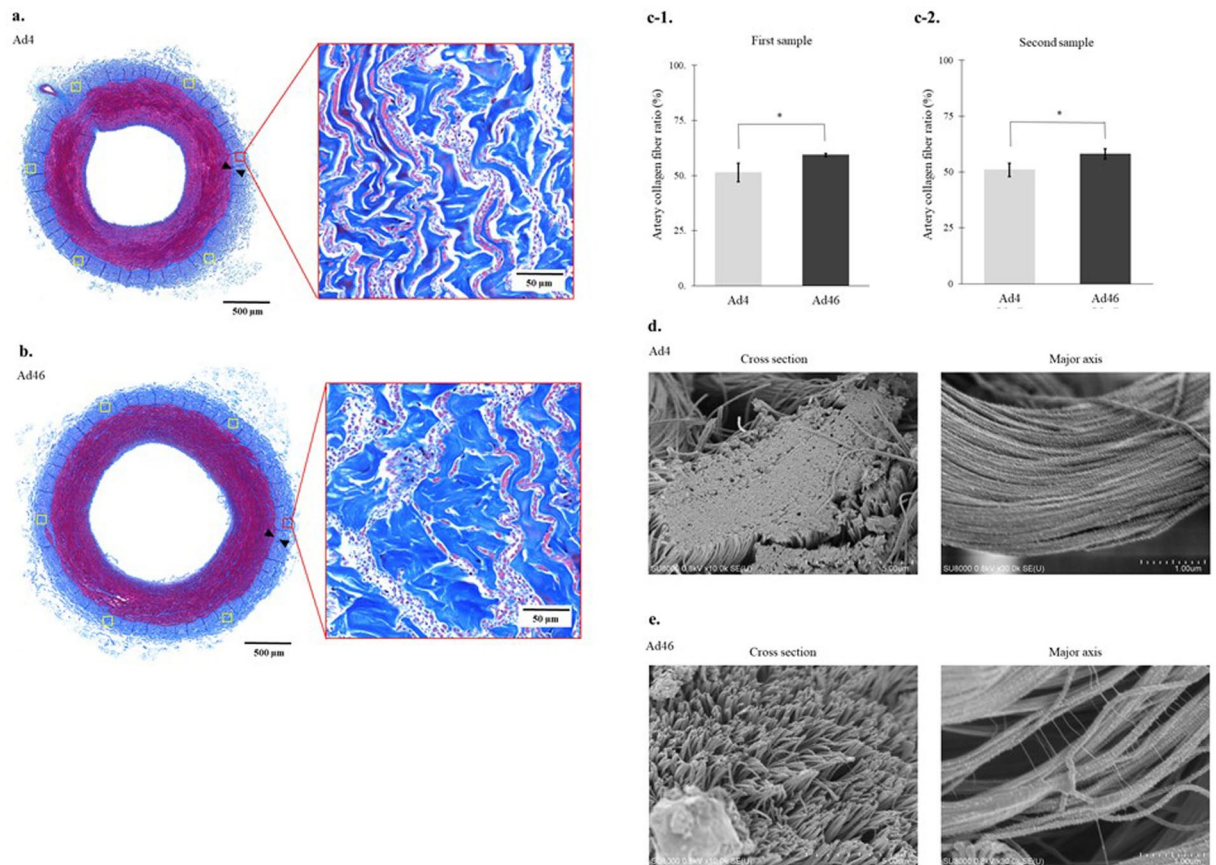 a.
Ad4
50 µm
500 µm
b.
Ad46
50 µm
500 µm
c-1.
First sample
Artery collagen fiber ratio (%)
100.
75.
50.
25.
0.
*
Ad4
Ad46
c-2.
Second sample
Artery collagen fiber ratio (%)
100
75
50
25
0
*
Ad4
Ad46
d.
Ad4
Cross section
Major axis
SU8000 0.8kV x10.0k SE(U)
5.00um
SU8000 0.8kV x30.0k SE(U)
1.00um
e.
Ad46
Cross section
Major axis